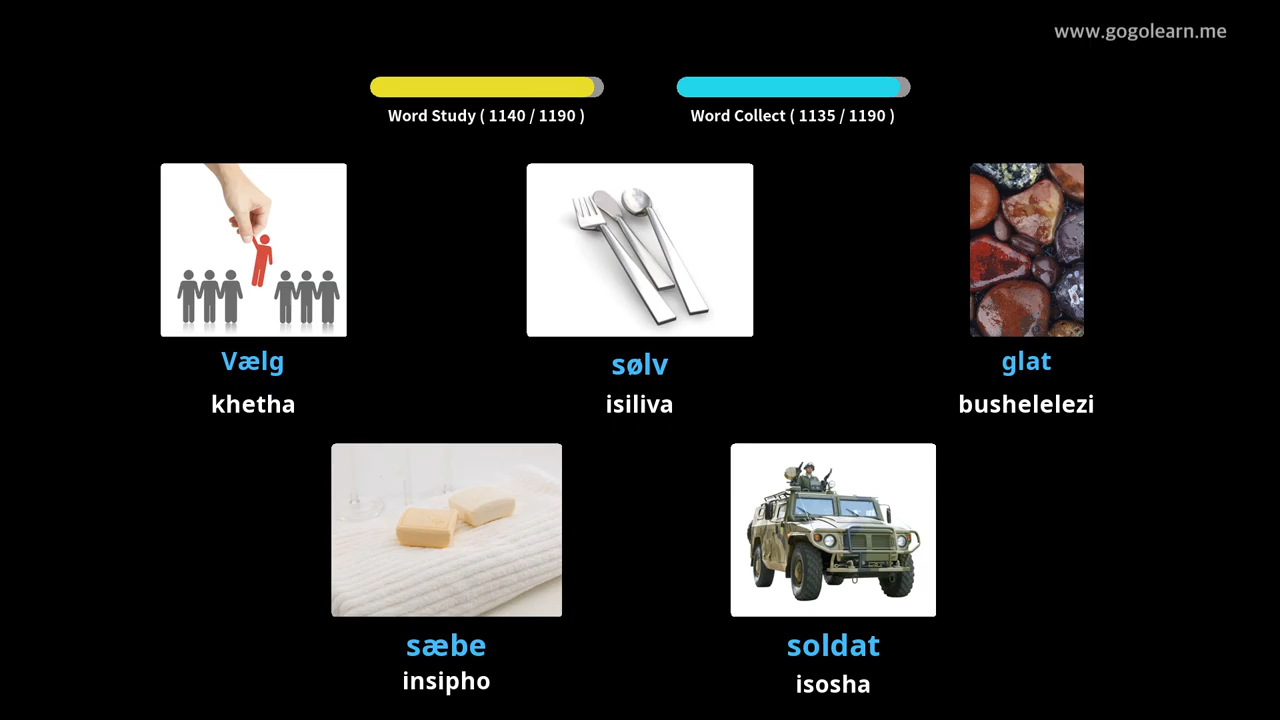 www.gogolearn.me
Word Study ( 1140 / 1190 )
Word Collect ( 1135 / 1190 )
Vælg
sølv
glat
khetha
isiliva
bushelelezi
sæbe
soldat
insipho
isosha